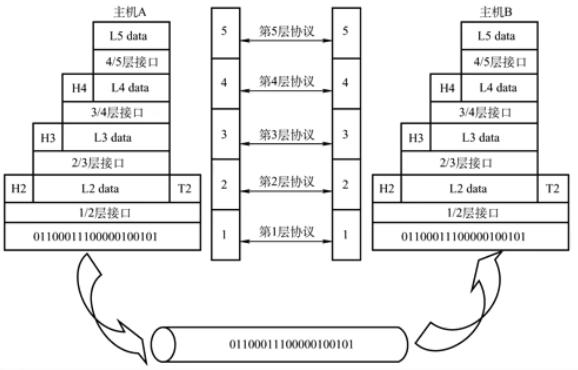 主机A
主机B
L5 data
5
第5层协议
5
L5 data
4/5层接口
4/5层接口
H4
L4 data
4
第4层协议
4
H4
L4 data
3/4层接口
3/4层接口
H3
L3 data
3
第3层协议
3
H3
L3 data
2/3层接口
2/3层接口
H2
L2 data
T2
2
第2层协议
2
H2
L2 data
T2
1/2层接口
1/2层接口
01100011100000100101
1
第1层协议
1
01100011100000100101
01100011100000100101